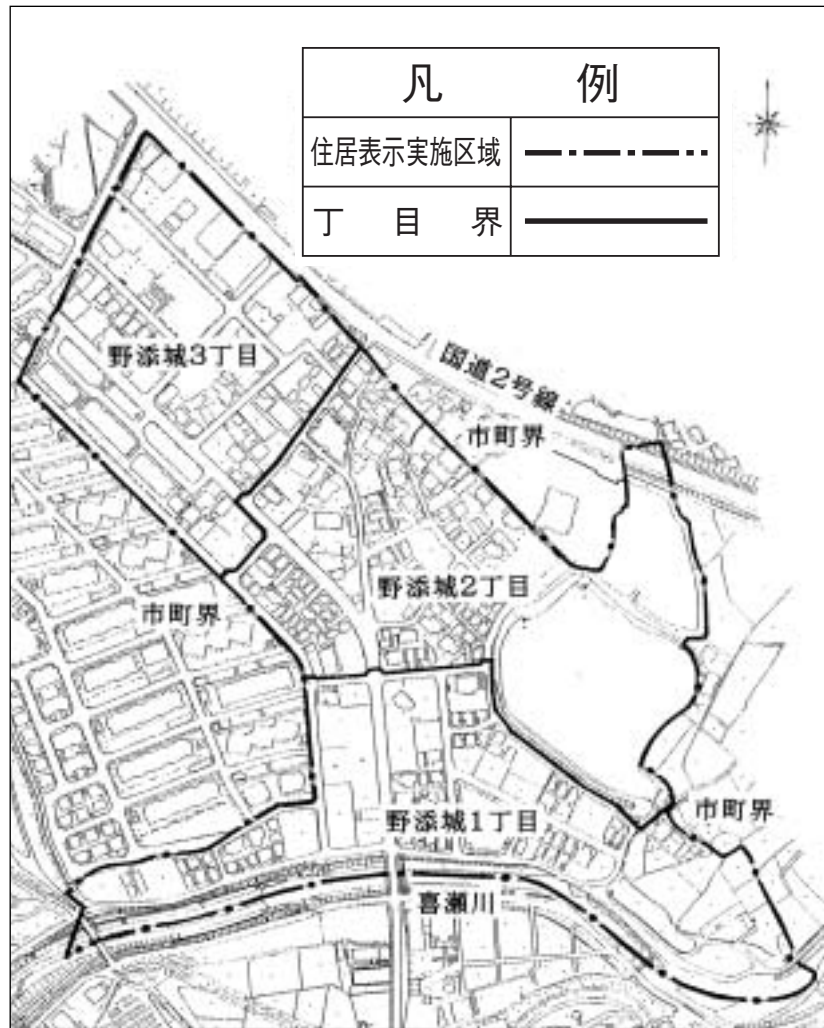 凡 例
住居表示実施区域
丁 目 界
国道2号線
野添城3丁目
市町界
野添城2丁目
市町界
野添城1丁目
市町界
喜瀬川